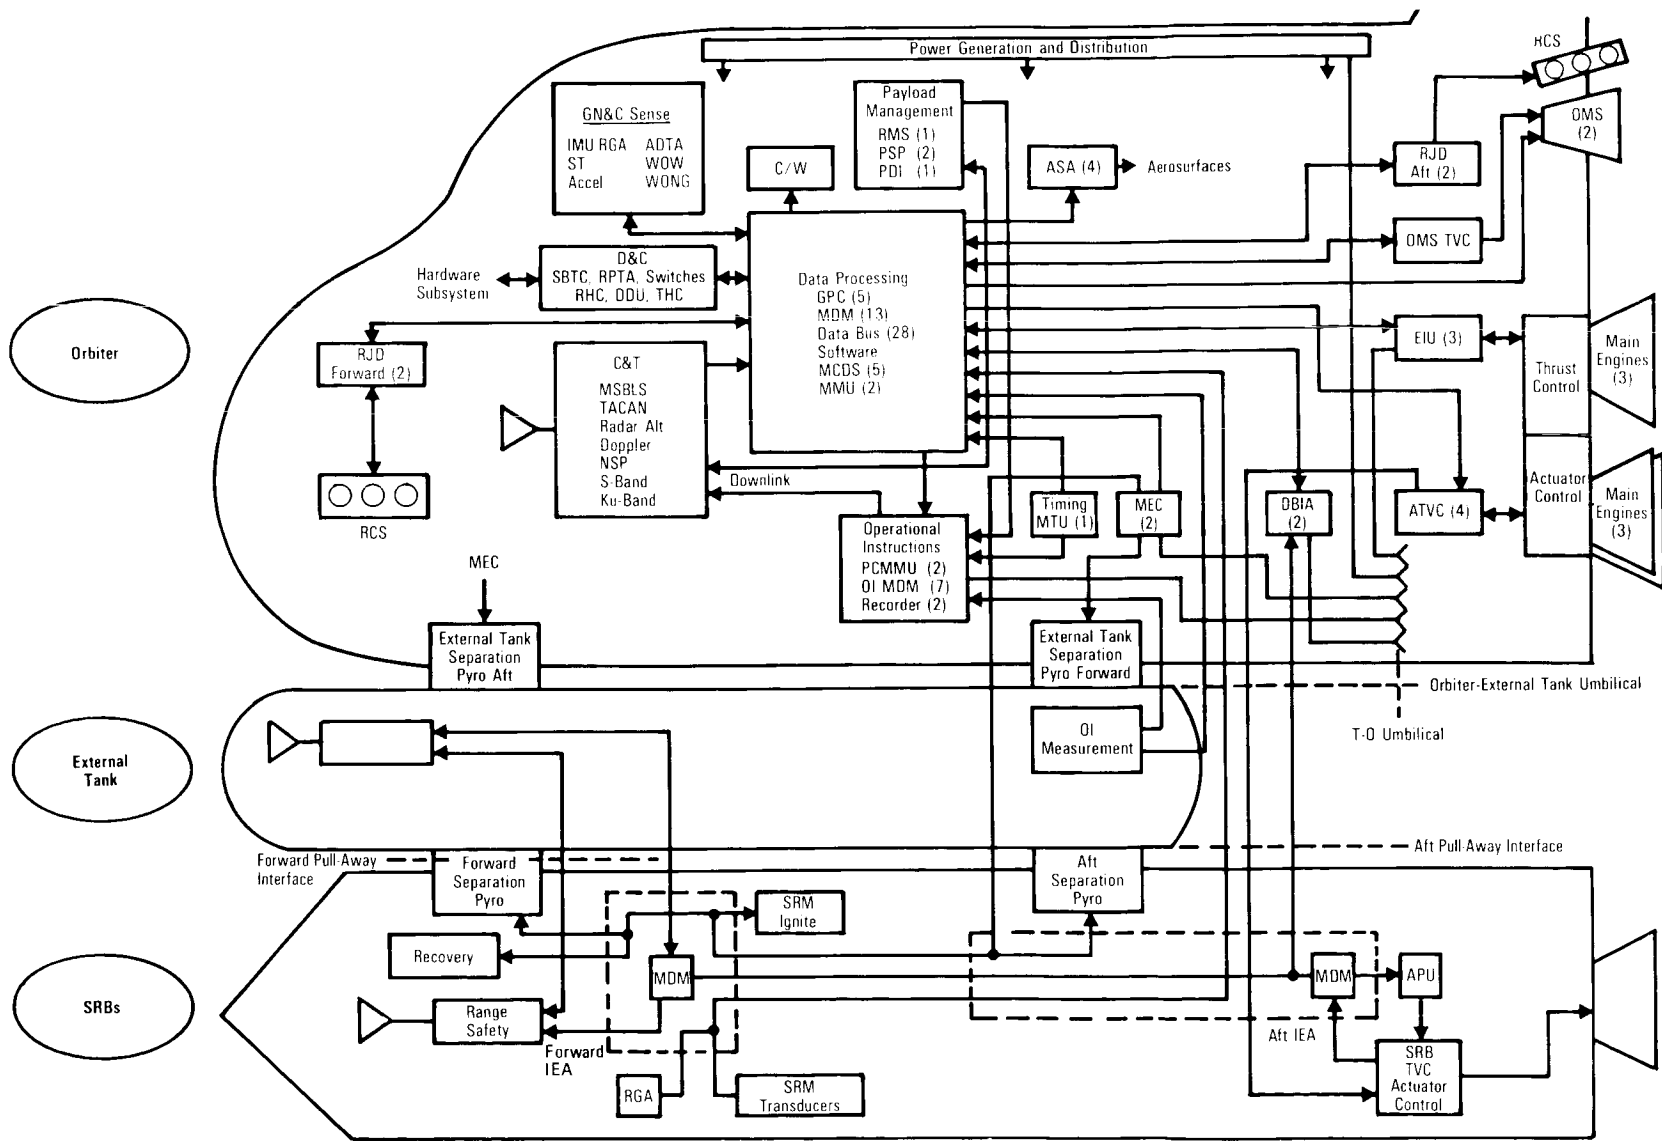 Power Generation and Distribution
RCS
GN&C Sense
IMU RGA ADTA
ST WOW
Accel WONG
Payload
Management
RMS (1)
PSP (2)
PDI (1)
C/W
ASA (4)
Aerosurfaces
RJD
Aft (2)
OMS
(2)
OMS TVC
Hardware
Subsystem
D&C
SBTC, RPTA, Switches
RHC, DDU, THC
Data Processing
GPC (5)
MDM (13)
Data Bus (28)
Software
MCDS (5)
MMU (2)
EIU (3)
Thrust
Control
Main
Engines
(3)
Orbiter
RJD
Forward (2)
C&T
MSBLS
TACAN
Radar Alt
Doppler
NSP
S-Band
Ku-Band
Downlink
RCS
Operational
Instructions
PCMMU (2)
OI MDM (7)
Recorder (2)
Timing
MTU (1)
MEC
(2)
DBIA
(2)
ATVC (4)
Actuator
Control
Main
Engines
(3)
MEC
External Tank
Separation
Pyro Aft
External Tank
Separation
Pyro Forward
Orbiter-External Tank Umbilical
T-O Umbilical
External
Tank
OI
Measurement
Forward Pull-Away
Interface
Forward
Separation
Pyro
Aft
Separation
Pyro
Aft Pull-Away Interface
SRBs
SRM
Ignite
Recovery
MDM
Range
Safety
Forward
IEA
RGA
SRM
Transducers
MDM
APU
Aft IEA
SRB
TVC
Actuator
Control